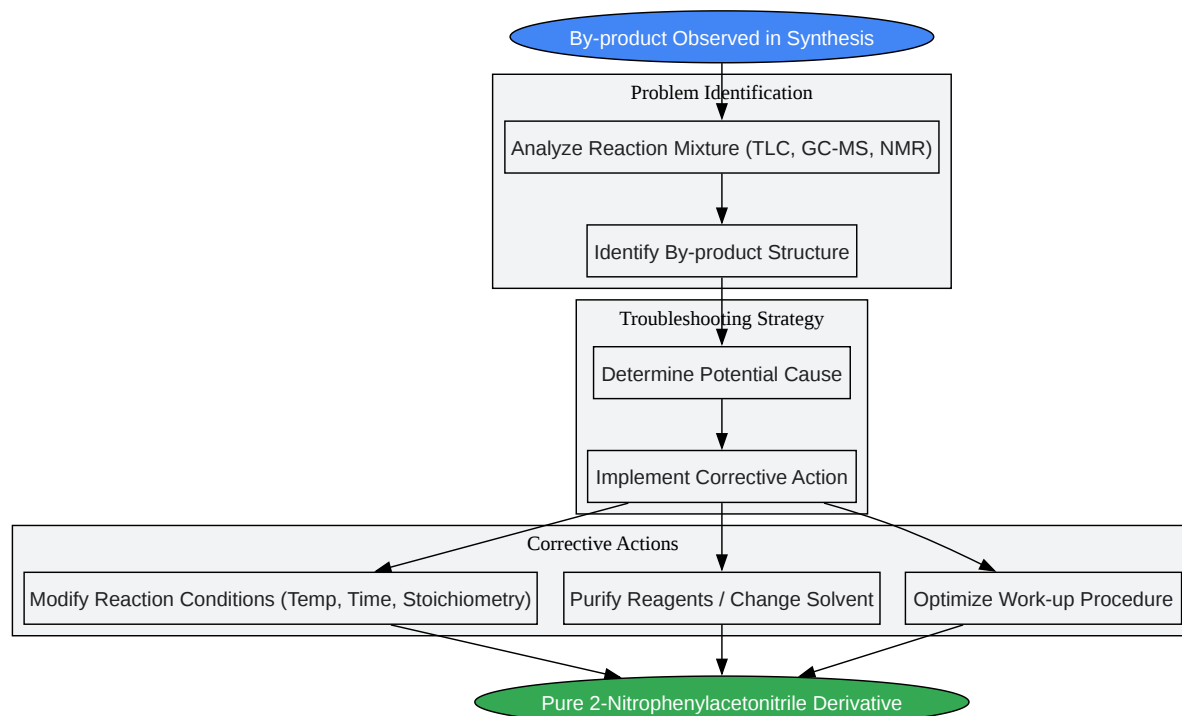 By-product Observed in Synthesis
Problem Identification
Analyze Reaction Mixture (TLC, GC-MS, NMR)
Identify By-product Structure
Troubleshooting Strategy
Determine Potential Cause
Implement Corrective Action
Corrective Actions
Modify Reaction Conditions (Temp, Time, Stoichiometry)
Purify Reagents / Change Solvent
Optimize Work-up Procedure
Pure 2-Nitrophenylacetonitrile Derivative